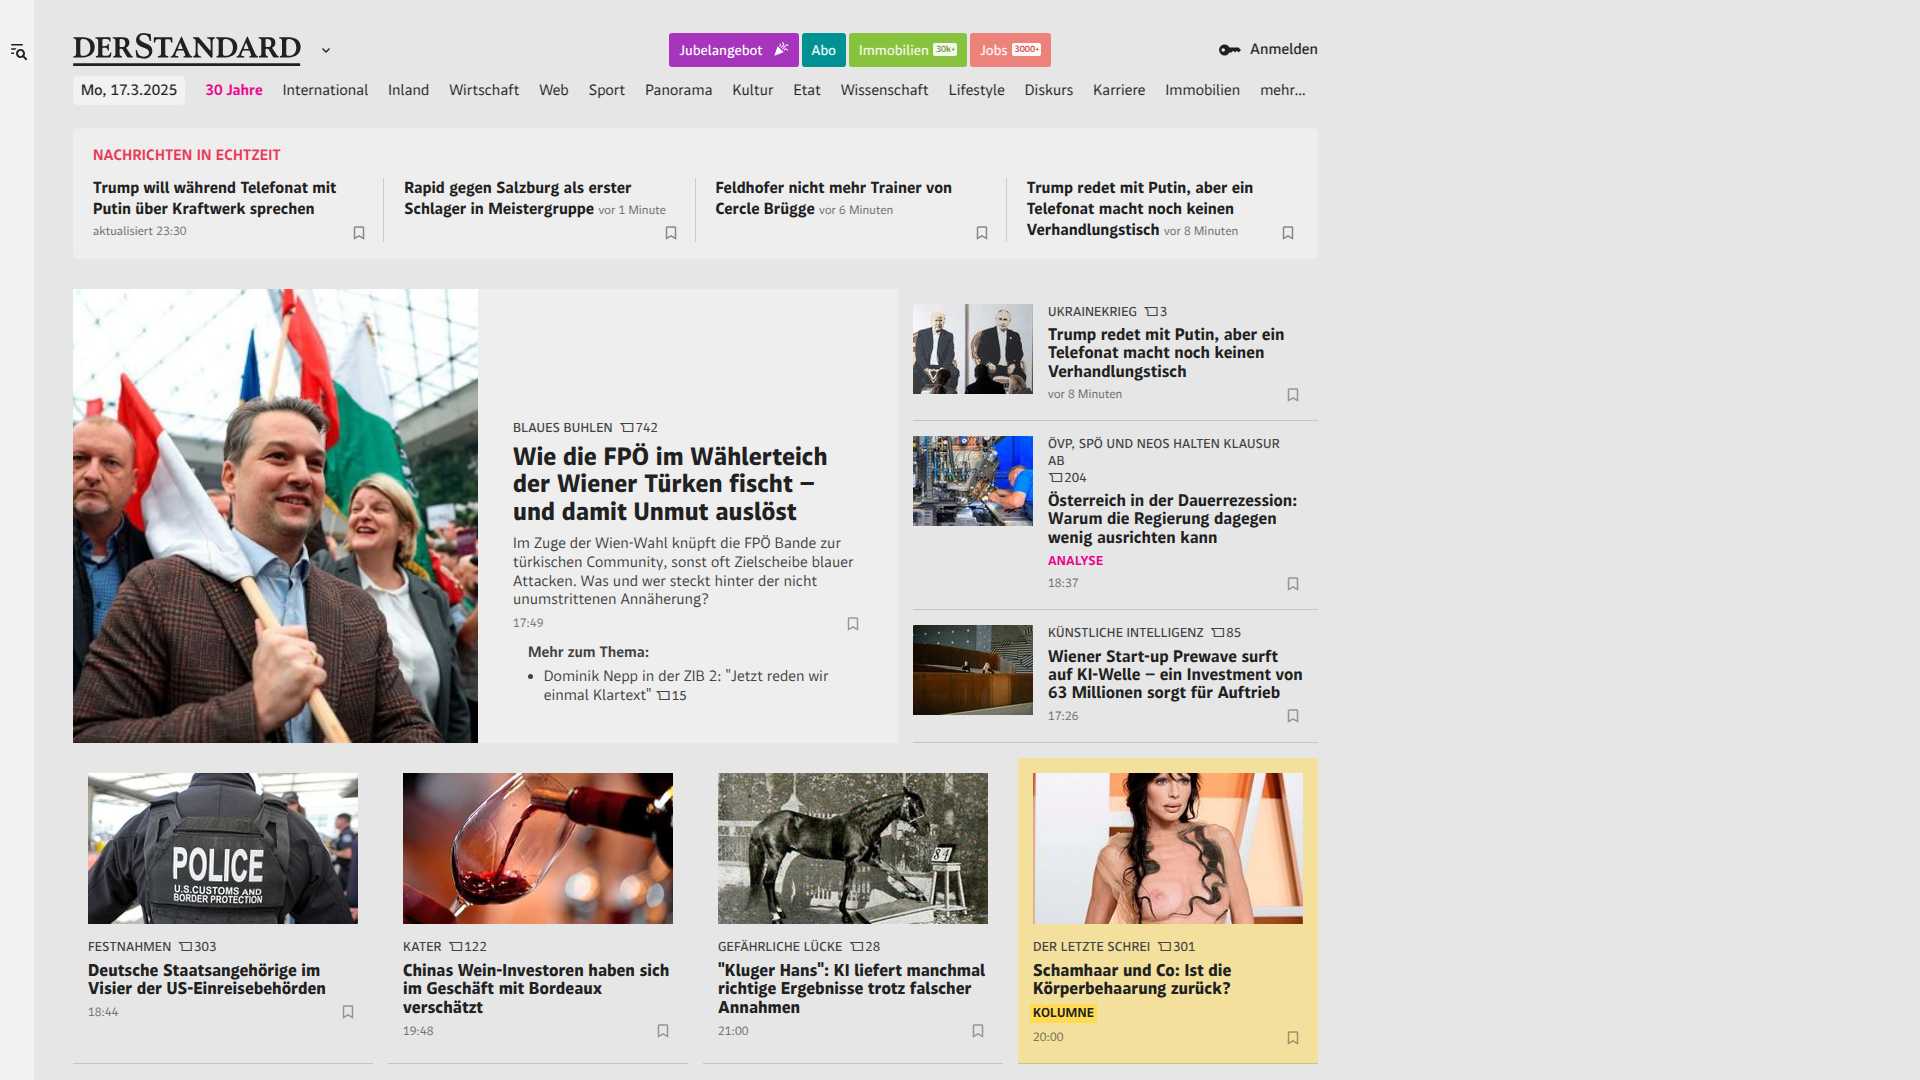 DERSTANDARD
Jubelangebot
Abo
Immobilien 30k+
Jobs 3000+
Anmelden
Mo, 17.3.2025
30 Jahre
International
Inland
Wirtschaft
Web
Sport
Panorama
Kultur
Etat
Wissenschaft
Lifestyle
Diskurs
Karriere
Immobilien
mehr...
NACHRICHTEN IN ECHTZEIT
Trump will während Telefonat mit
Putin über Kraftwerk sprechen
aktualisiert 23:30
Rapid gegen Salzburg als erster
Schlager in Meistergruppe vor 1 Minute
Feldhofer nicht mehr Trainer von
Cercle Brügge vor 6 Minuten
Trump redet mit Putin, aber ein
Telefonat macht noch keinen
Verhandlungstisch vor 8 Minuten
BLAUES BUHLEN 742
Wie die FPÖ im Wählerteich
der Wiener Türken fischt –
und damit Unmut auslöst
Im Zuge der Wien-Wahl knüpft die FPÖ Bande zur
türkischen Community, sonst oft Zielscheibe blauer
Attacken. Was und wer steckt hinter der nicht
unumstrittenen Annäherung?
17:49
Mehr zum Thema:
• Dominik Nepp in der ZIB 2: "Jetzt reden wir
einmal Klartext" 15
UKRAINEKRIEG 3
Trump redet mit Putin, aber ein
Telefonat macht noch keinen
Verhandlungstisch
vor 8 Minuten
ÖVP, SPÖ UND NEOS HALTEN KLAUSUR
AB
204
Österreich in der Dauerrezession:
Warum die Regierung dagegen
wenig ausrichten kann
ANALYSE
18:37
KÜNSTLICHE INTELLIGENZ 85
Wiener Start-up Prewave surft
auf KI-Welle – ein Investment von
63 Millionen sorgt für Auftrieb
17:26
POLICE
U.S. CUSTOMS AND
BORDER PROTECTION
FESTNAHMEN 303
Deutsche Staatsangehörige im
Visier der US-Einreisebehörden
18:44
KATER 122
Chinas Wein-Investoren haben sich
im Geschäft mit Bordeaux
verschätzt
19:48
84
GEFÄHRLICHE LÜCKE 28
"Kluger Hans": KI liefert manchmal
richtige Ergebnisse trotz falscher
Annahmen
21:00
DER LETZTE SCHREI 301
Schamhaar und Co: Ist die
Körperbehaarung zurück?
KOLUMNE
20:00